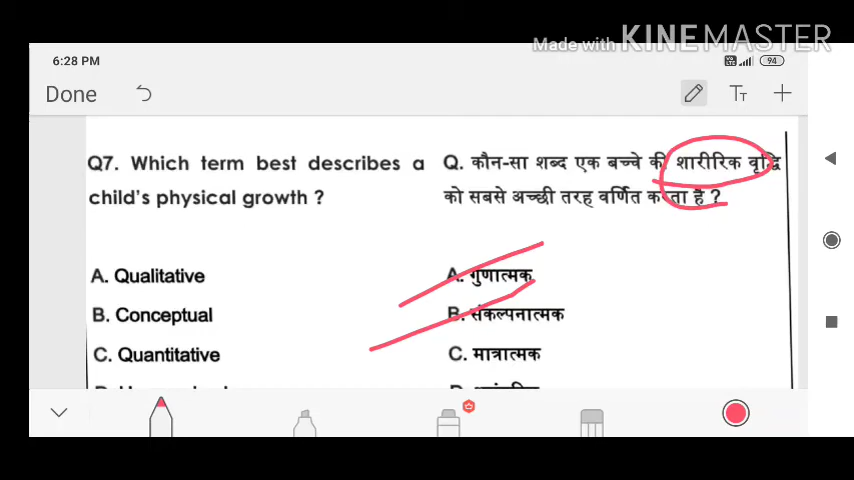 Made with KINEMASTER
6:28 PM
94
Done
Q7. Which term best describes a
child's physical growth ?
A. Qualitative
B. Conceptual
C. Quantitative
Q. कौन-सा शब्द एक बच्चे की शारीरिक वृद्धि
को सबसे अच्छी तरह वर्णित करता है ?
A. गुणात्मक
B. संकल्पनात्मक
C. मात्रात्मक